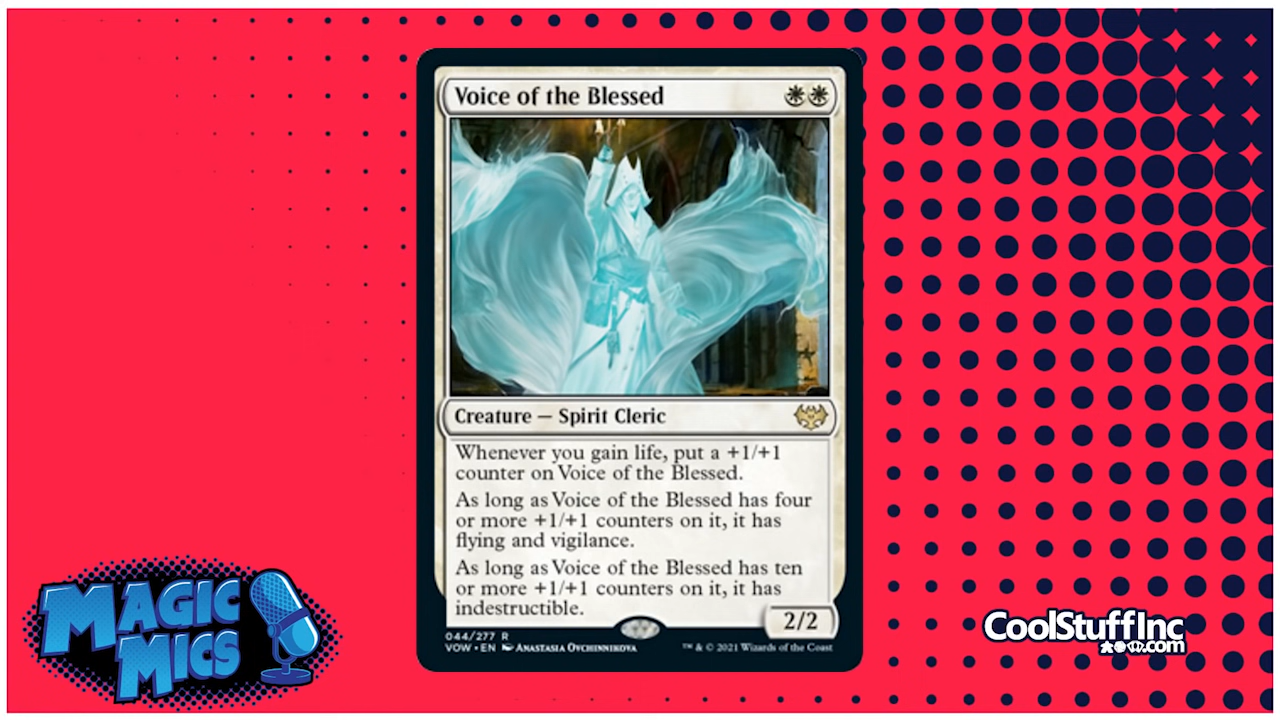 Voice of the Blessed
Creature — Spirit Cleric
Whenever you gain life, put a +1/+1
counter on Voice of the Blessed.
As long as Voice of the Blessed has four
or more +1/+1 counters on it, it has
flying and vigilance.
As long as Voice of the Blessed has ten
or more +1/+1 counters on it, it has
indestructible.
2/2
044/277 R
VOW • EN Anastasia Ovchinnikova
™ & © 2021 Wizards of the Coast
MAGIC
MICS
CoolStuffInc
.com